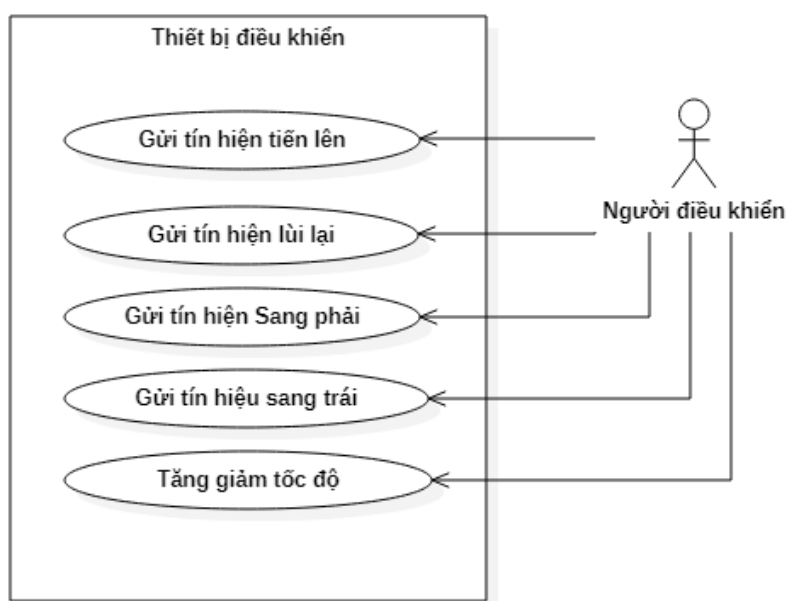 Thiết bị điều khiển
Gửi tín hiện tiến lên
Người điều khiển
Gửi tín hiện lùi lại
Gửi tín hiện Sang phải
Gửi tín hiệu sang trái
Tăng giảm tốc độ